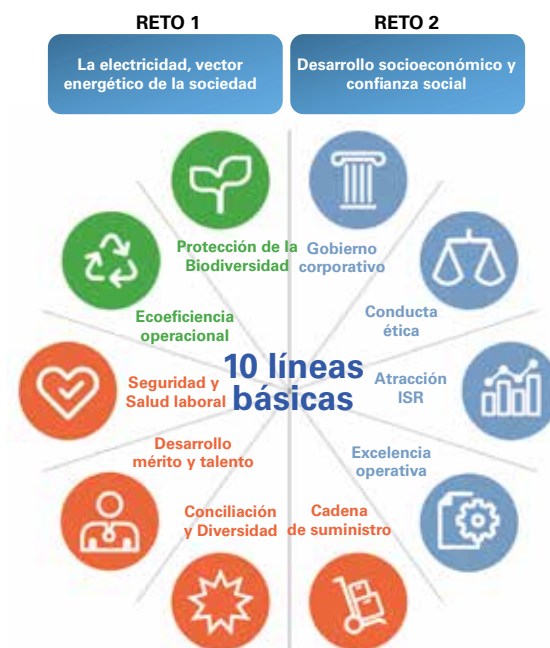 RETO 1
La electricidad, vector
energético de la sociedad
RETO 2
Desarrollo socioeconómico y
confianza social
Protección de la
Biodiversidad
Gobierno
corporativo
Ecoeficiencia
operacional
Conducta
ética
10 líneas
básicas
Seguridad y
Salud laboral
Atracción
ISR
Desarrollo
mérito y talento
Excelencia
operativa
Conciliación
y Diversidad
Cadena
de suministro